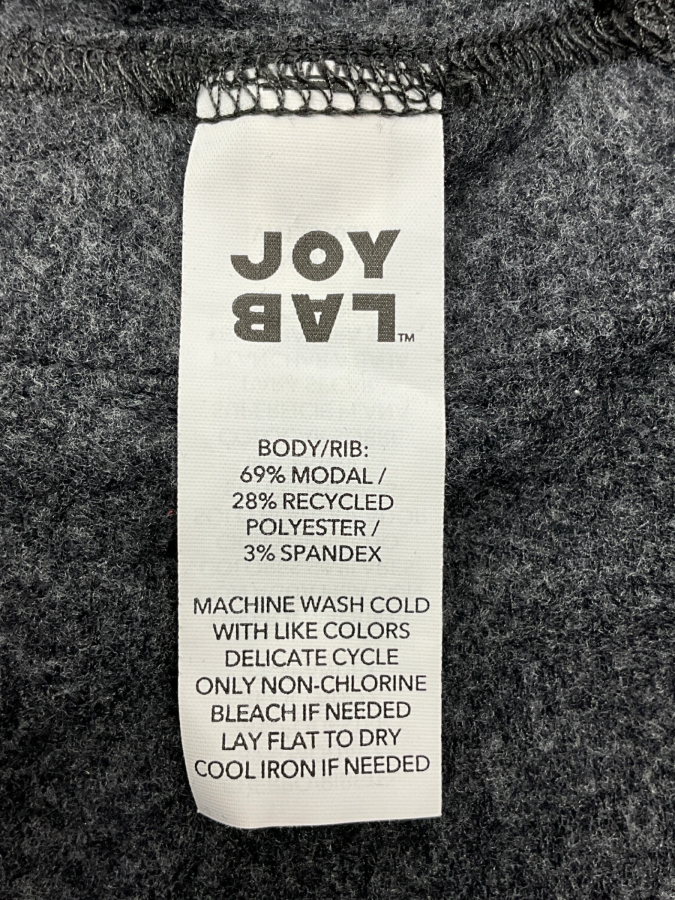 JOY
LAB™
BODY/RIB:
69% MODAL /
28% RECYCLED
POLYESTER /
3% SPANDEX
MACHINE WASH COLD
WITH LIKE COLORS
DELICATE CYCLE
ONLY NON-CHLORINE
BLEACH IF NEEDED
LAY FLAT TO DRY
COOL IRON IF NEEDED